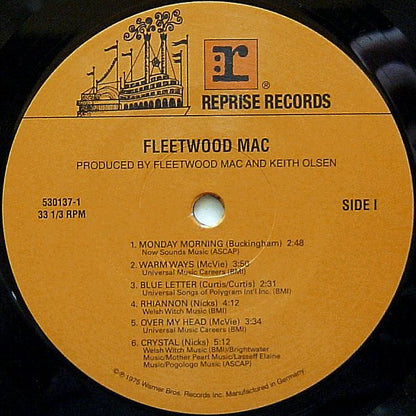 r®
REPRISE RECORDS
FLEETWOOD MAC
PRODUCED BY FLEETWOOD MAC AND KEITH OLSEN
530137-1
33 1/3 RPM
SIDE I
1. MONDAY MORNING (Buckingham) 2:48
Now Sounds Music (ASCAP)
2. WARM WAYS (McVie) 3:50
Universal Music Careers (BMI)
3. BLUE LETTER (Curtis/Curtis) 2:31
Universal Songs of Polygram Int'l Inc. (BMI)
4. RHIANNON (Nicks) 4:12
Welsh Witch Music (BMI)
5. OVER MY HEAD (McVie) 3:34
Universal Music Careers (BMI)
6. CRYSTAL (Nicks) 5:12
Welsh Witch Music (BMI)/Brightwater
Music/Mother Pearl Music/Lasseff Elaine
Music/Pogologo Music (ASCAP)
©℗ 1975 Warner Bros. Records Inc. Manufactured in Germany.